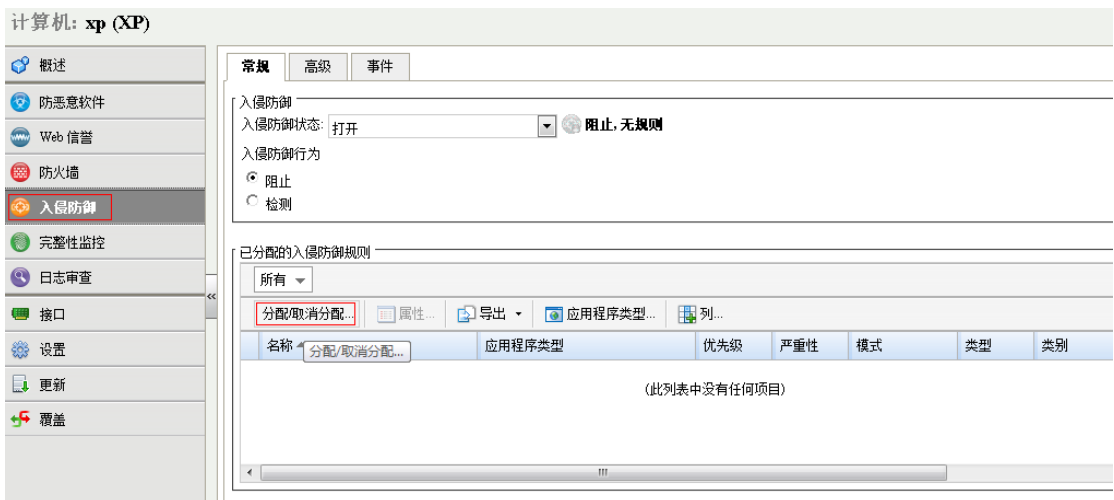 计算机: xp (XP)
概述
防恶意软件
Web 信誉
防火墙
入侵防御
完整性监控
日志审查
接口
设置
更新
覆盖
常规 高级 事件
入侵防御
入侵防御状态: 打开 阻止, 无规则
入侵防御行为
阻止
检测
已分配的入侵防御规则
所有
分配/取消分配... 属性... 导出 应用程序类型... 列...
名称 应用程序类型 优先级 严重性 模式 类型 类别
分配/取消分配...
(此列表中没有任何项目)